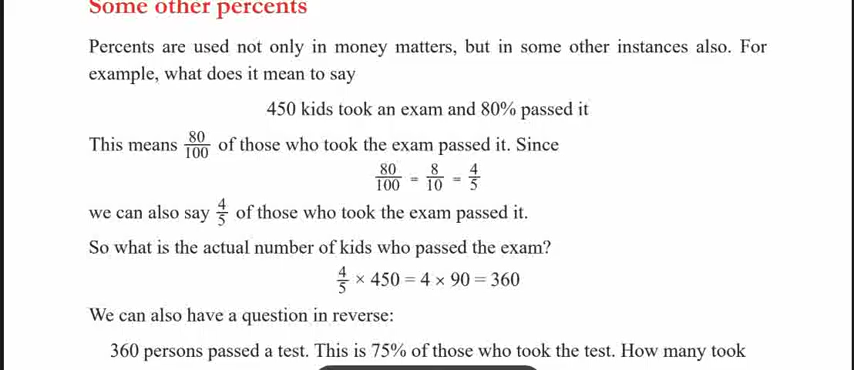 Some other percents
Percents are used not only in money matters, but in some other instances also. For
example, what does it mean to say
450 kids took an exam and 80% passed it
This means 80/100 of those who took the exam passed it. Since
80/100 = 8/10 = 4/5
we can also say 4/5 of those who took the exam passed it.
So what is the actual number of kids who passed the exam?
4/5 × 450 = 4 × 90 = 360
We can also have a question in reverse:
360 persons passed a test. This is 75% of those who took the test. How many took